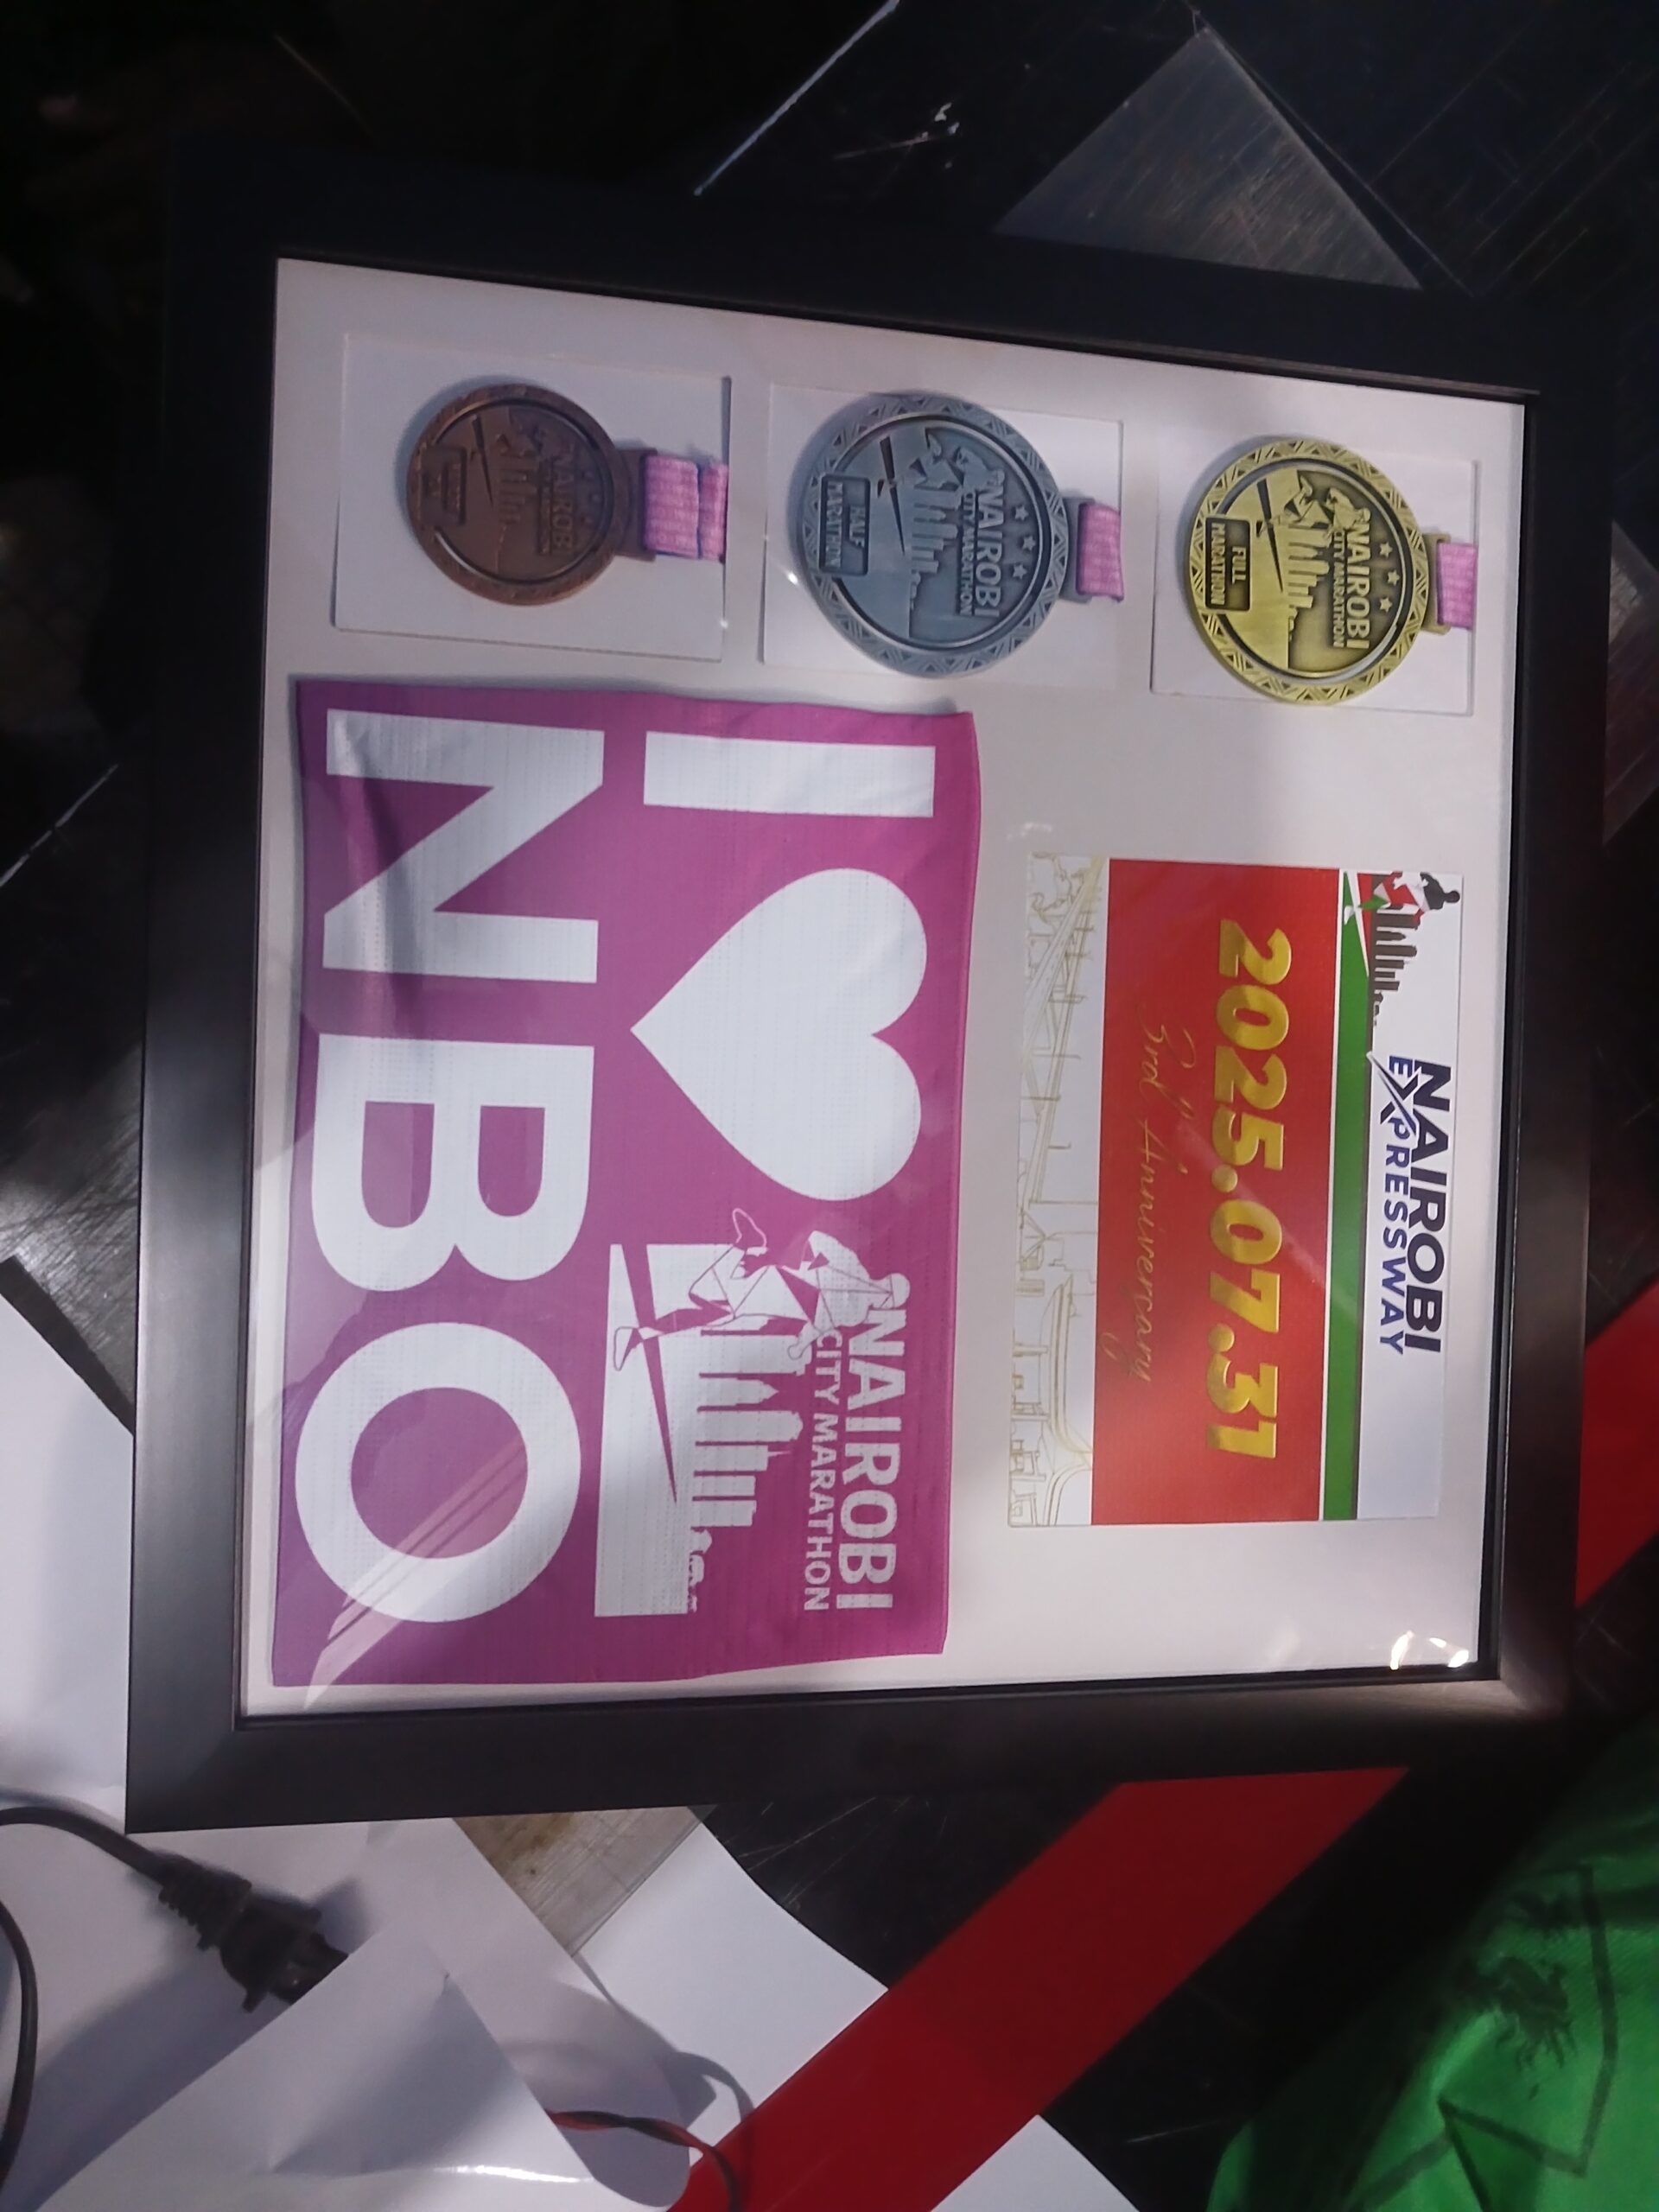 NAIROBI
CITY MARATHON
FULL
MARATHON
NAIROBI
CITY MARATHON
HALF
MARATHON
NAIROBI
NAIROBI
EXPRESSWAY
2025.07.31
3rd Anniversary
I
NBO
NAIROBI
CITY MARATHON